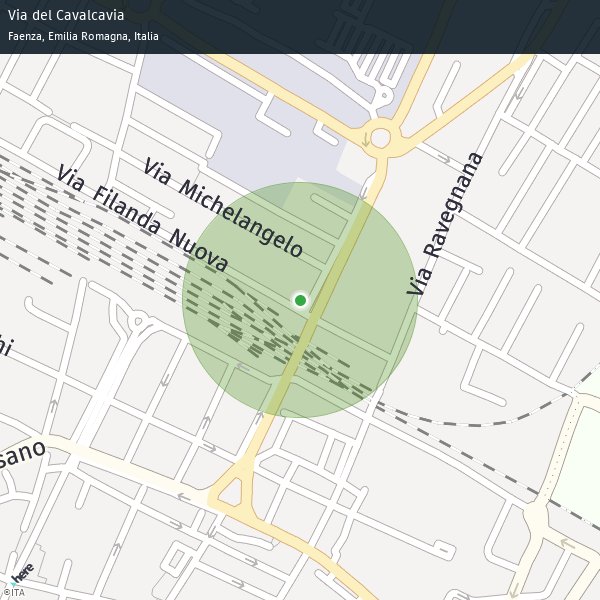 Via del Cavalcavia
Faenza, Emilia Romagna, Italia
Via Michelangelo
Via Filanda Nuova
Via Ravegnana
hi
sano
here
©ITA